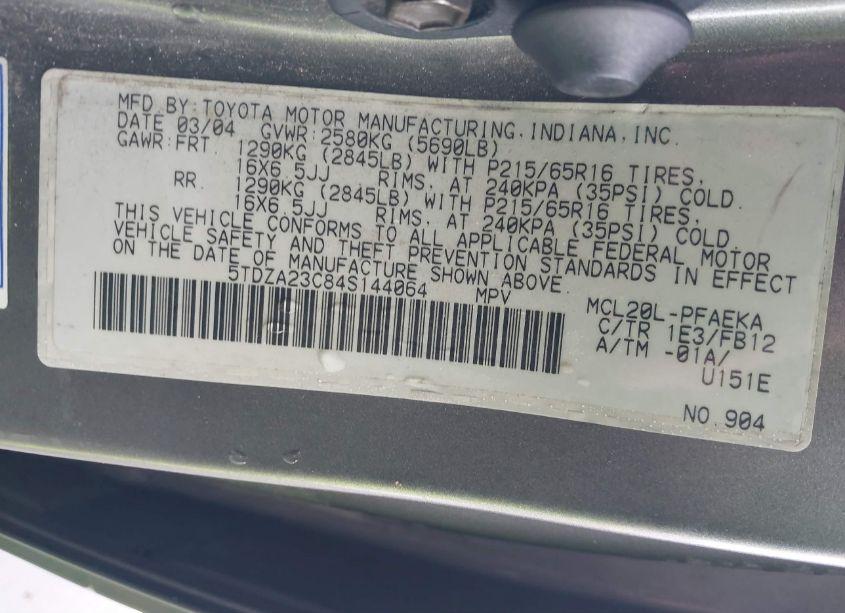 MFD.BY:TOYOTA MOTOR MANUFACTURING,INDIANA,INC.
DATE 03/04 GVWR:2580KG (5690LB)
GAWR:FRT. 1290KG (2845LB) WITH P215/65R16 TIRES,
16X6.5JJ RIMS, AT 240KPA (35PSI) COLD.
RR. 1290KG (2845LB) WITH P215/65R16 TIRES,
16X6.5JJ RIMS, AT 240KPA (35PSI) COLD.
THIS VEHICLE CONFORMS TO ALL APPLICABLE FEDERAL MOTOR
VEHICLE SAFETY AND THEFT PREVENTION STANDARDS IN EFFECT
ON THE DATE OF MANUFACTURE SHOWN ABOVE.
5TDZA23C84S144064 MPV
MCL20L-PFAEKA
C/TR 1E3/FB12
A/TM -01A/
U151E
NO.904